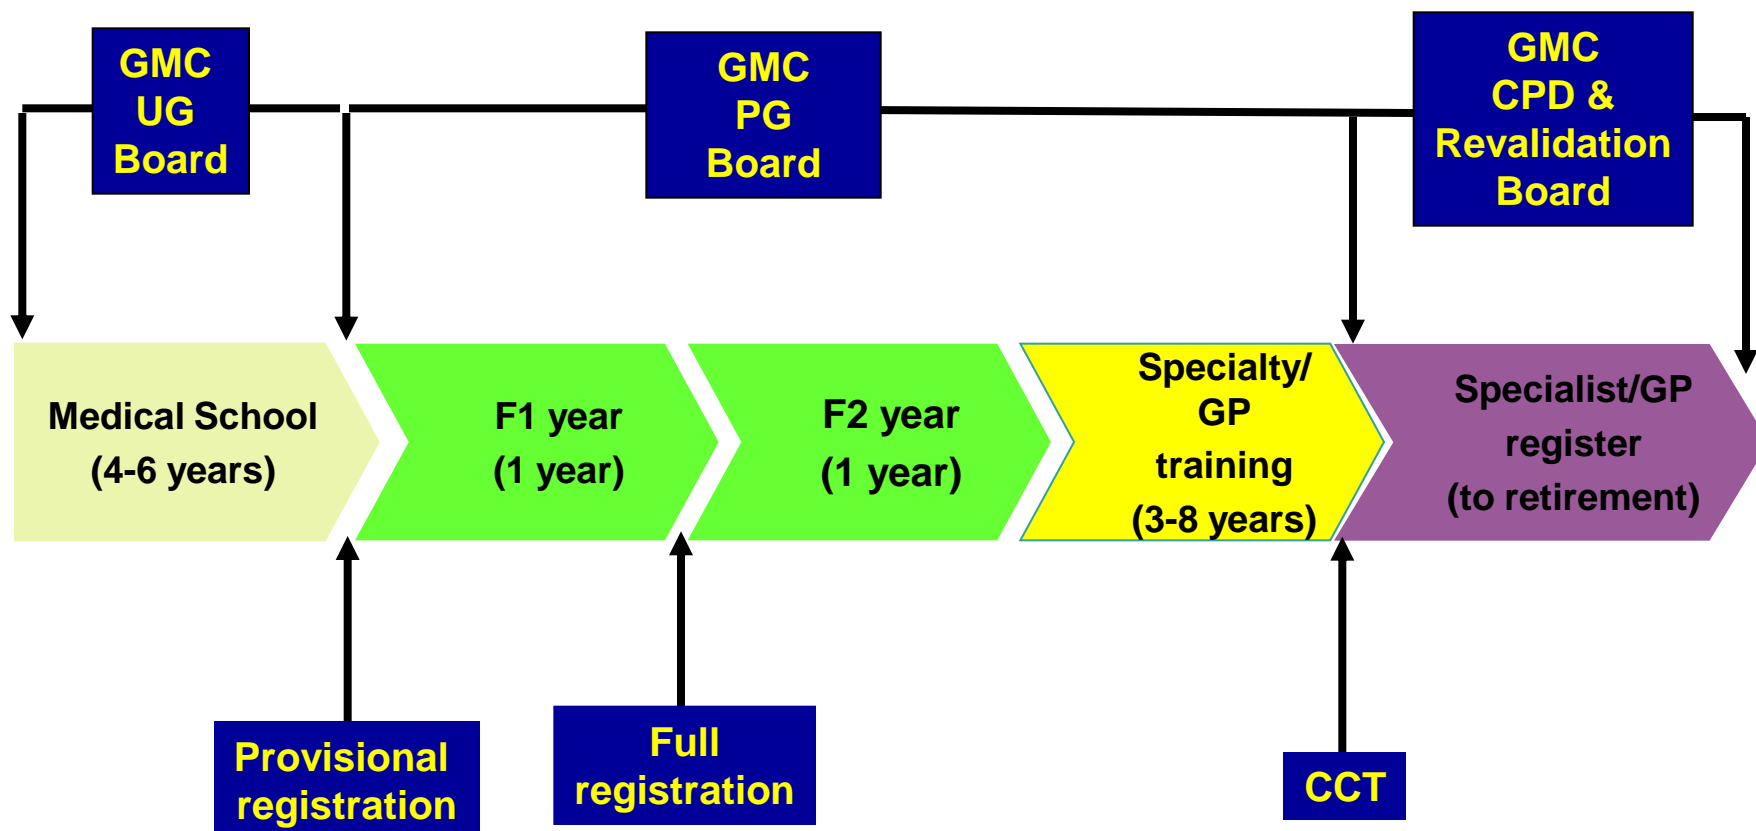 GMC
UG
Board
GMC
PG
Board
GMC
CPD &
Revalidation
Board
Medical School
(4-6 years)
F1 year
(1 year)
F2 year
(1 year)
Specialty/
GP
training
(3-8 years)
Specialist/GP
register
(to retirement)
Provisional
registration
Full
registration
CCT